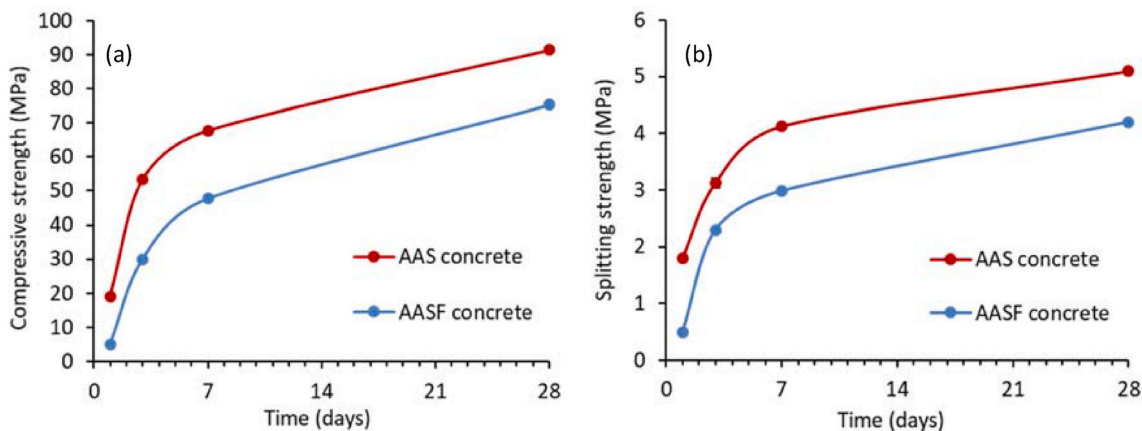 (a)
Compressive strength (MPa)
100
90
80
70
60
50
40
30
20
10
0
AAS concrete
AASF concrete
0 7 14 21 28
Time (days)
(b)
Splitting strength (MPa)
6
5
4
3
2
1
0
AAS concrete
AASF concrete
0 7 14 21 28
Time (days)